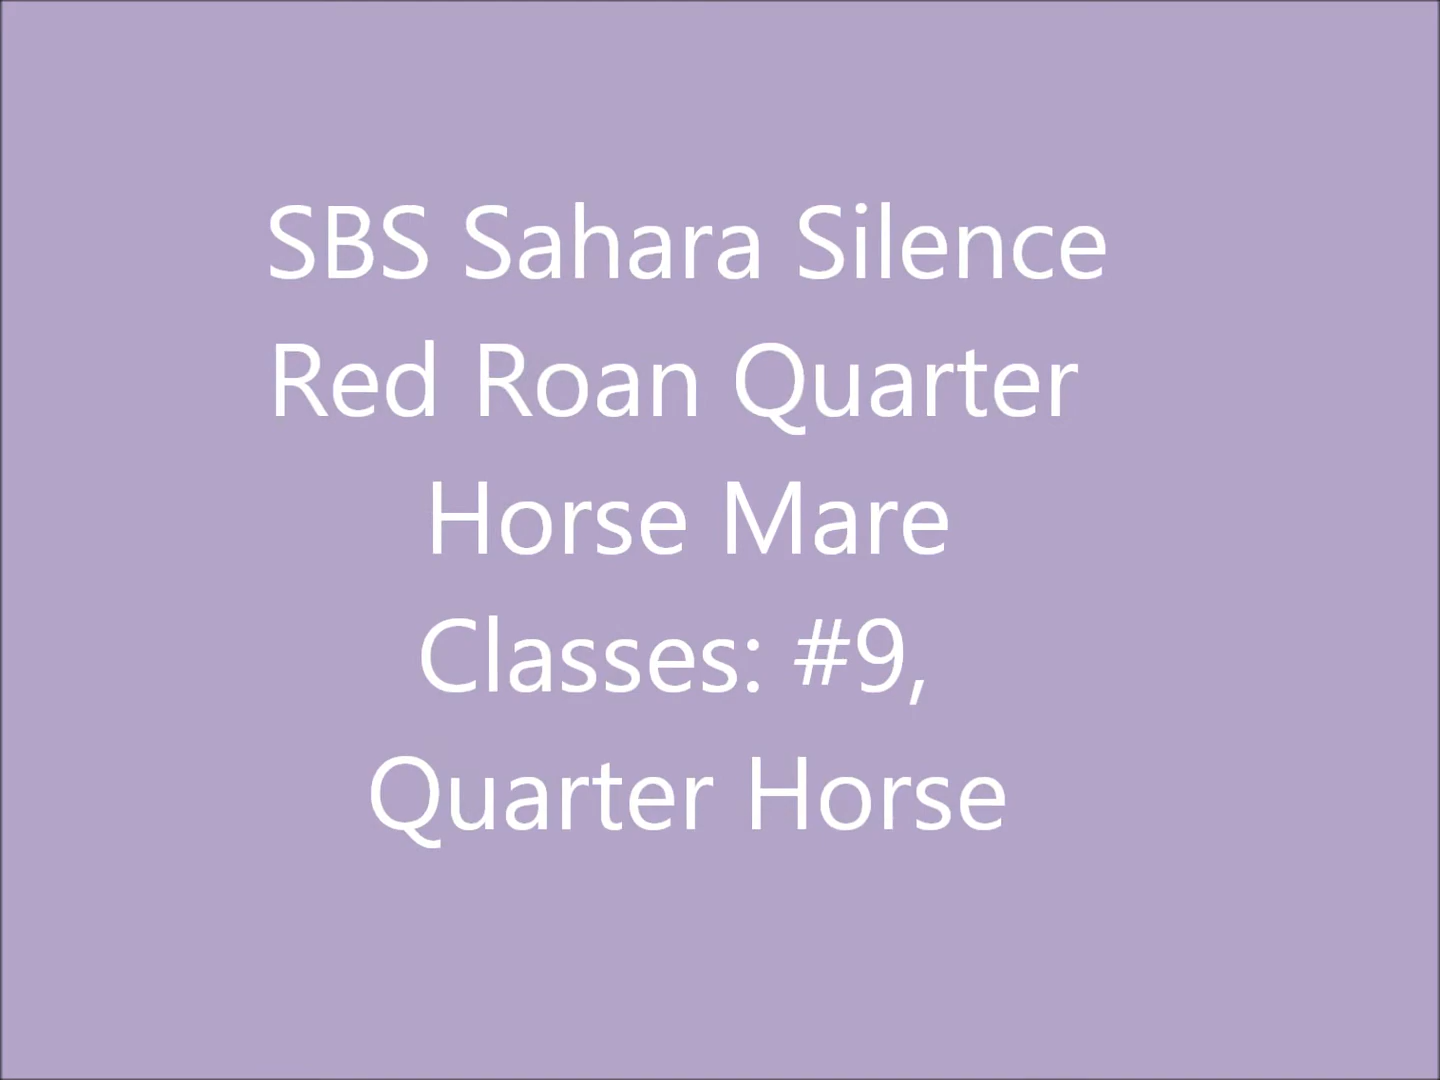 SBS Sahara Silence
Red Roan Quarter
Horse Mare
Classes: #9,
Quarter Horse